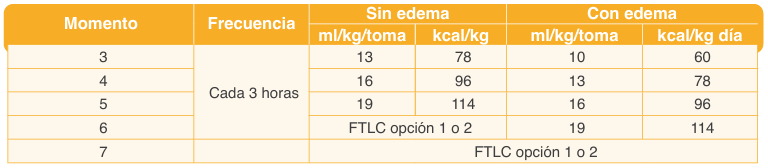 Momento Frecuencia Sin edema Con edema
ml/kg/toma kcal/kg ml/kg/toma kcal/kg día
3 Cada 3 horas 13 78 10 60
4 16 96 13 78
5 19 114 16 96
6 FTLC opción 1 o 2 19 114
7 FTLC opción 1 o 2